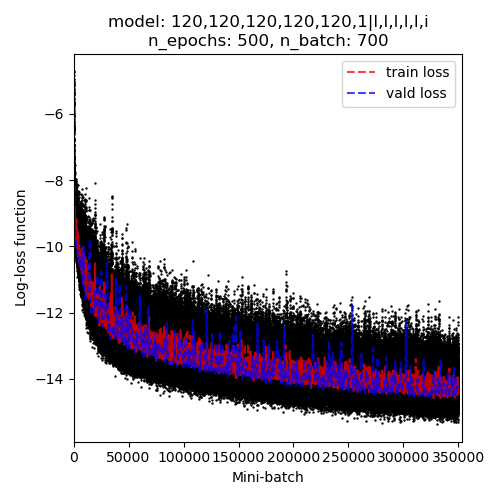 model: 120,120,120,120,120,1|l,l,l,l,l,i
n_epochs: 500, n_batch: 700
train loss
vald loss
Log-loss function
−6
−8
−10
−12
−14
0
50000
100000
150000
200000
250000
300000
350000
Mini-batch